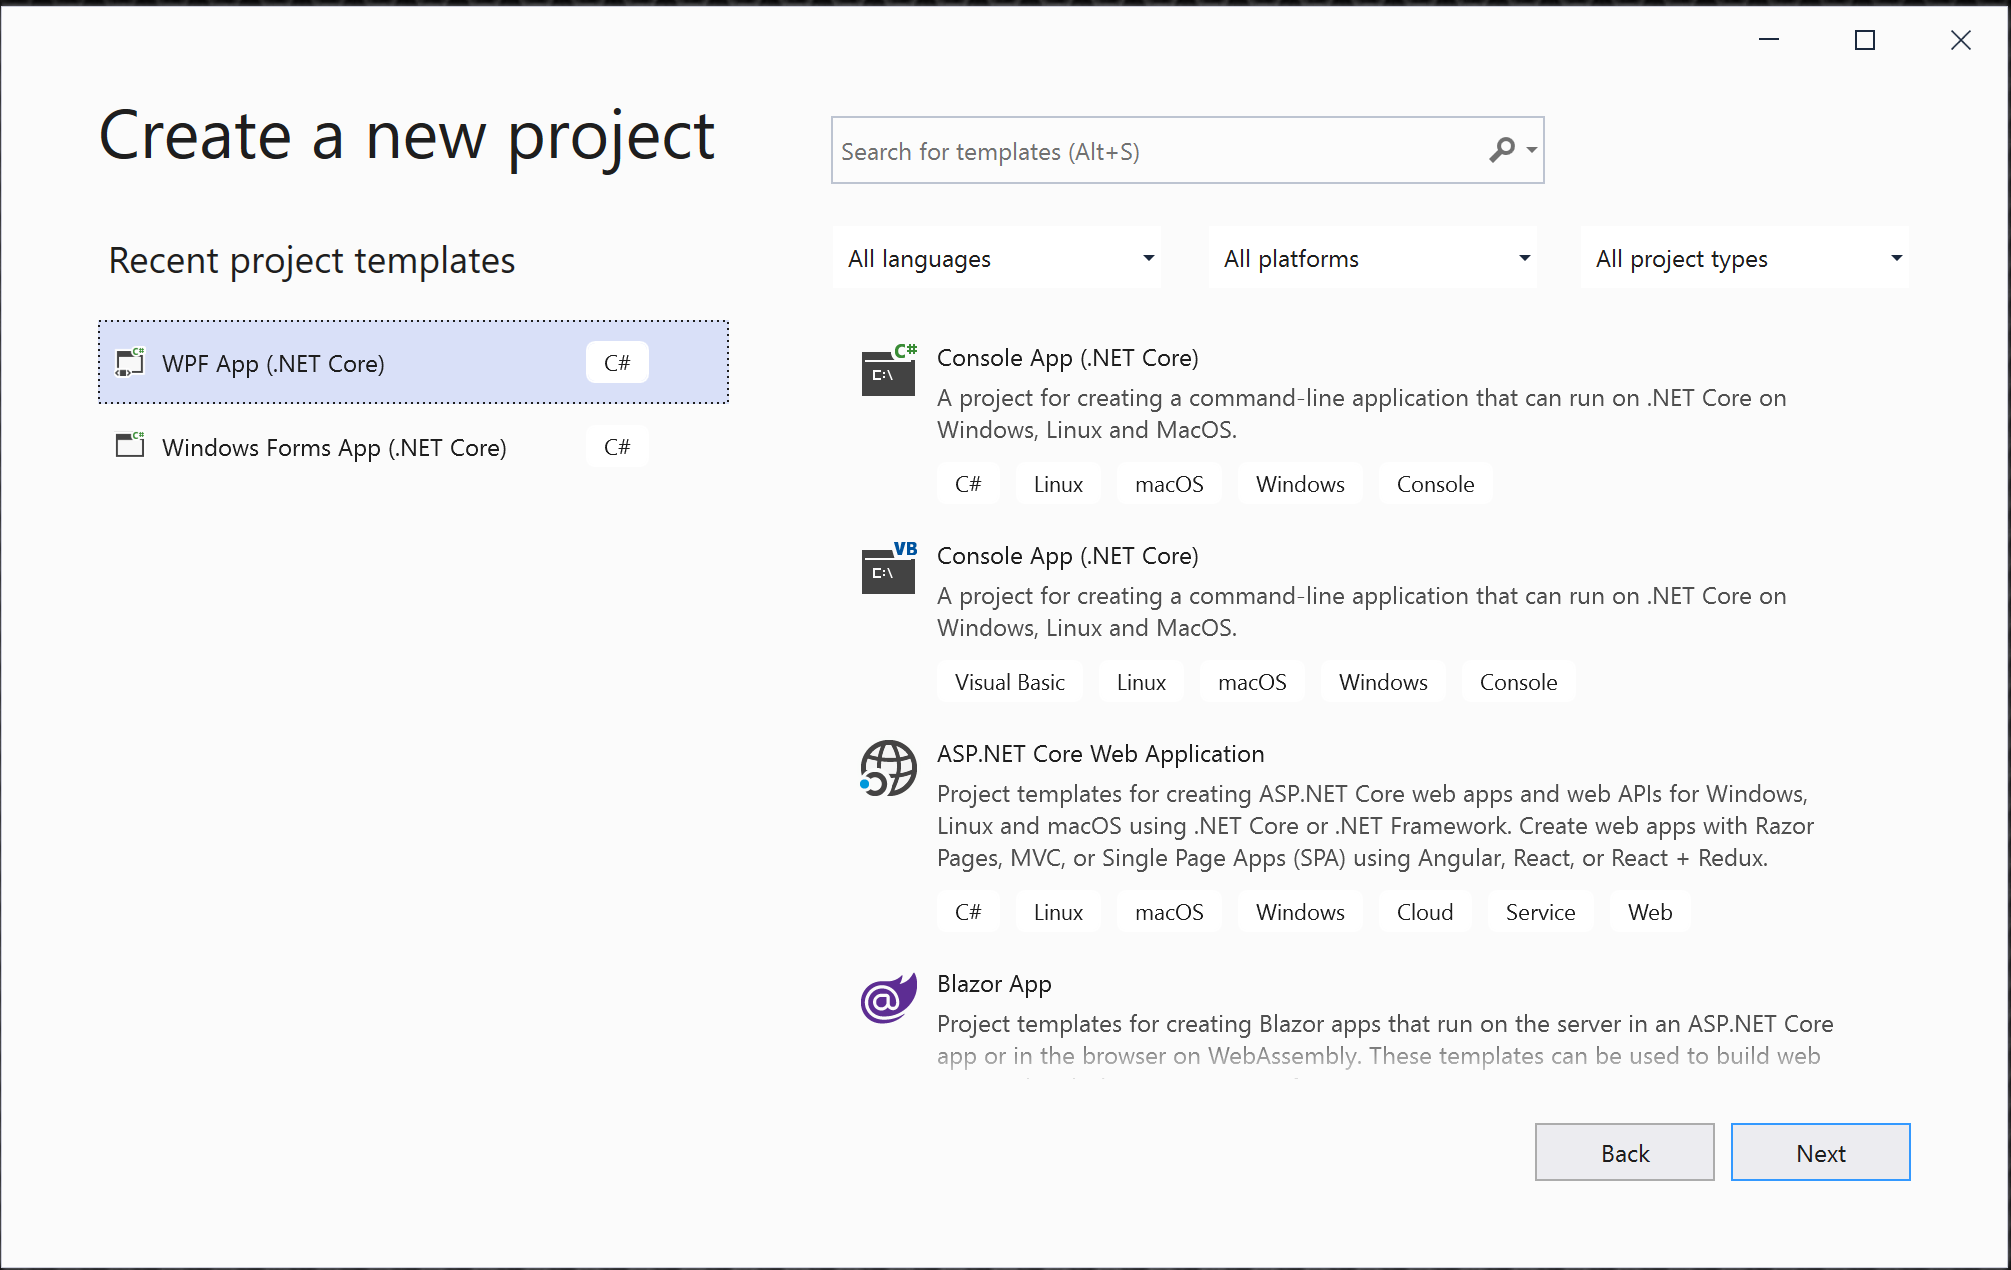 Create a new project
Search for templates (Alt+S)
Recent project templates
All languages
All platforms
All project types
WPF App (.NET Core)
C#
Windows Forms App (.NET Core)
C#
C#
C:\
Console App (.NET Core)
A project for creating a command-line application that can run on .NET Core on
Windows, Linux and MacOS.
C# Linux macOS Windows Console
VB
C:\
Console App (.NET Core)
A project for creating a command-line application that can run on .NET Core on
Windows, Linux and MacOS.
Visual Basic Linux macOS Windows Console
ASP.NET Core Web Application
Project templates for creating ASP.NET Core web apps and web APIs for Windows,
Linux and macOS using .NET Core or .NET Framework. Create web apps with Razor
Pages, MVC, or Single Page Apps (SPA) using Angular, React, or React + Redux.
C# Linux macOS Windows Cloud Service Web
@
Blazor App
Project templates for creating Blazor apps that run on the server in an ASP.NET Core
app or in the browser on WebAssembly. These templates can be used to build web
Back
Next